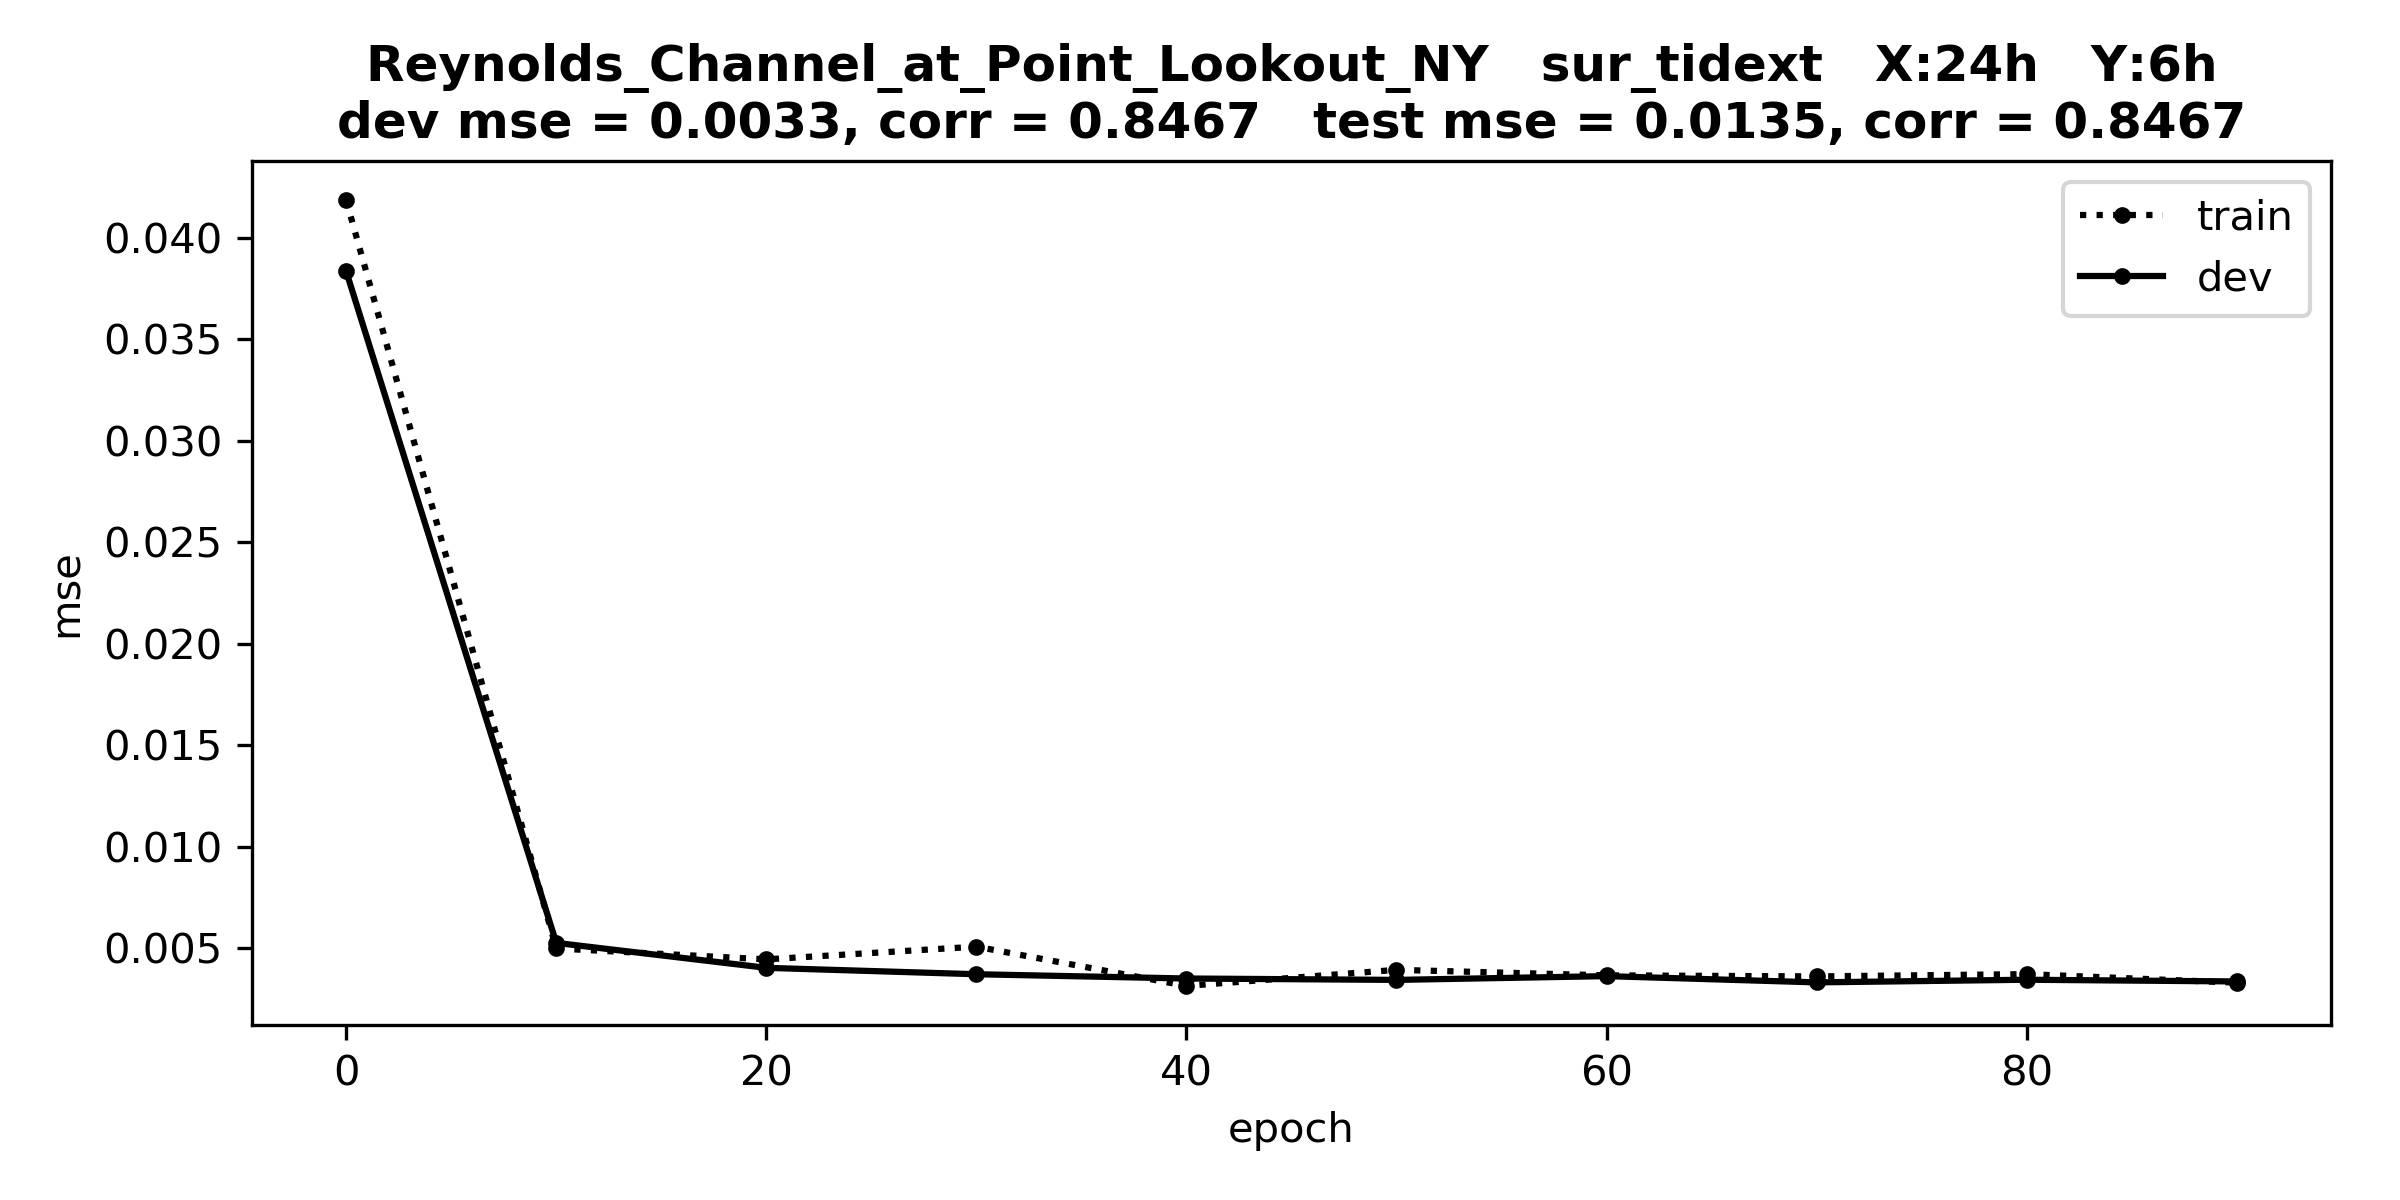 Reynolds_Channel_at_Point_Lookout_NY   sur_tidext   X:24h   Y:6h
dev mse = 0.0033, corr = 0.8467   test mse = 0.0135, corr = 0.8467
train
dev
0.040
0.035
0.030
0.025
0.020
0.015
0.010
0.005
mse
0 20 40 60 80
epoch